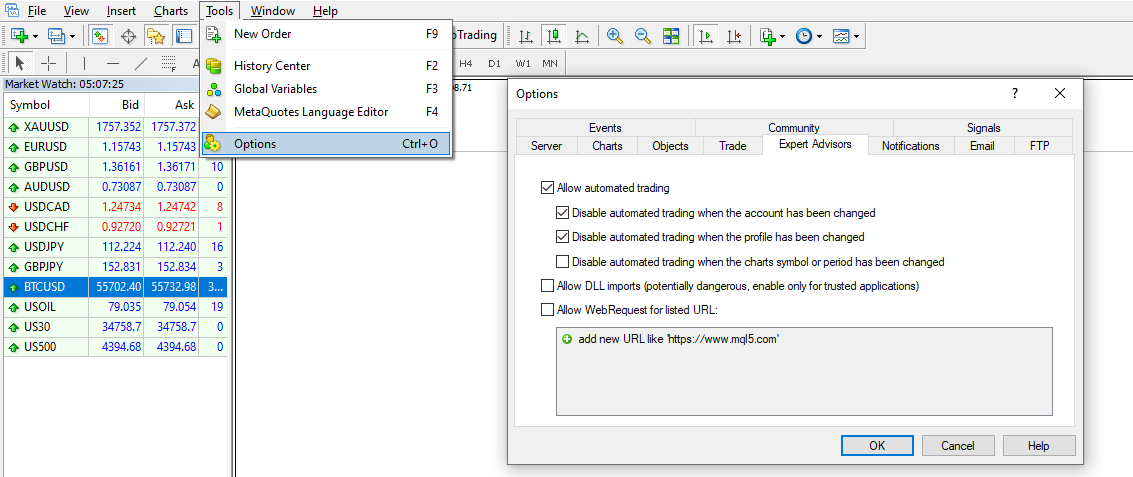 File View Insert Charts Tools Window Help
New Order F9
History Center F2
Global Variables F3
MetaQuotes Language Editor F4
Options Ctrl+O
Trading
A
H4 D1 W1 MN
Market Watch: 05:07:25
Symbol Bid Ask
XAUUSD 1757.352 1757.372
EURUSD 1.15743 1.15743
GBPUSD 1.36161 1.36171 10
AUDUSD 0.73087 0.73087 0
USDCAD 1.24734 1.24742 8
USDCHF 0.92720 0.92721 1
USDJPY 112.224 112.240 16
GBPJPY 152.831 152.834 3
BTCUSD 55702.40 55732.98 3...
USOIL 79.035 79.054 19
US30 34758.7 34758.7 0
US500 4394.68 4394.68 0
8.71
Options ?
Events Community Signals
Server Charts Objects Trade Expert Advisors Notifications Email FTP
Allow automated trading
Disable automated trading when the account has been changed
Disable automated trading when the profile has been changed
Disable automated trading when the charts symbol or period has been changed
Allow DLL imports (potentially dangerous, enable only for trusted applications)
Allow WebRequest for listed URL:
add new URL like 'https://www.mql5.com'
OK Cancel Help